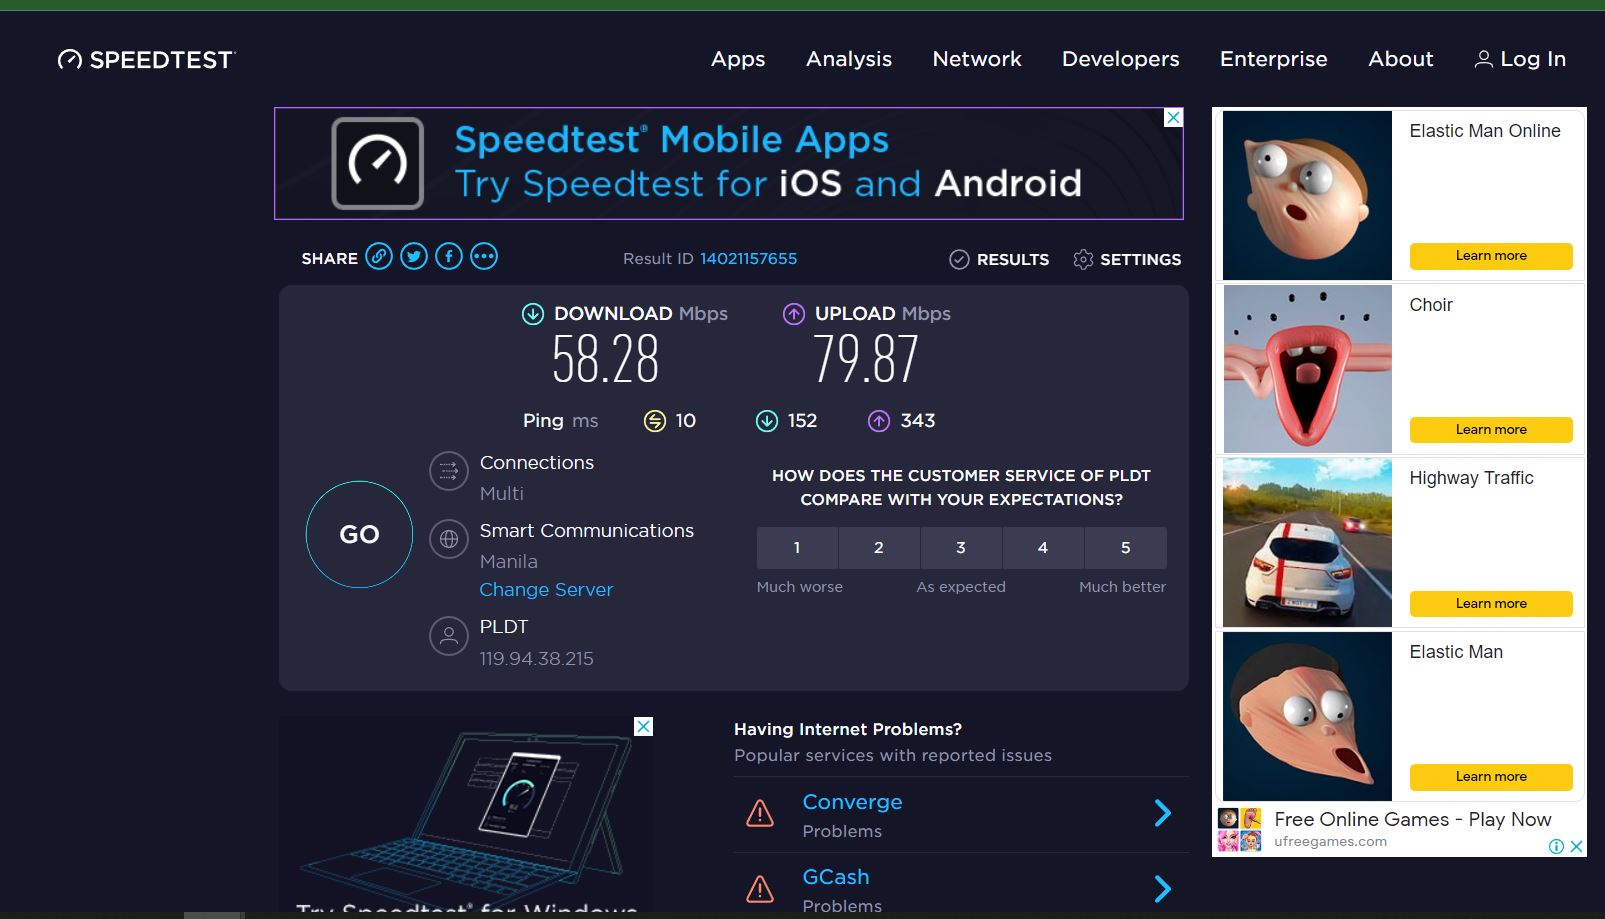 SPEEDTEST
Apps Analysis Network Developers Enterprise About Log In
Speedtest® Mobile Apps
Try Speedtest for iOS and Android
SHARE
Result ID 14021157655
RESULTS SETTINGS
DOWNLOAD Mbps
58.28
UPLOAD Mbps
79.87
Ping ms 10 152 343
GO
Connections
Multi
Smart Communications
Manila
Change Server
PLDT
119.94.38.215
HOW DOES THE CUSTOMER SERVICE OF PLDT
COMPARE WITH YOUR EXPECTATIONS?
1 2 3 4 5
Much worse As expected Much better
Try Speedtest® for Windows
Having Internet Problems?
Popular services with reported issues
Converge
Problems
GCash
Problems
Elastic Man Online
Learn more
Choir
Learn more
Highway Traffic
Learn more
Elastic Man
Learn more
Free Online Games - Play Now
ufreegames.com